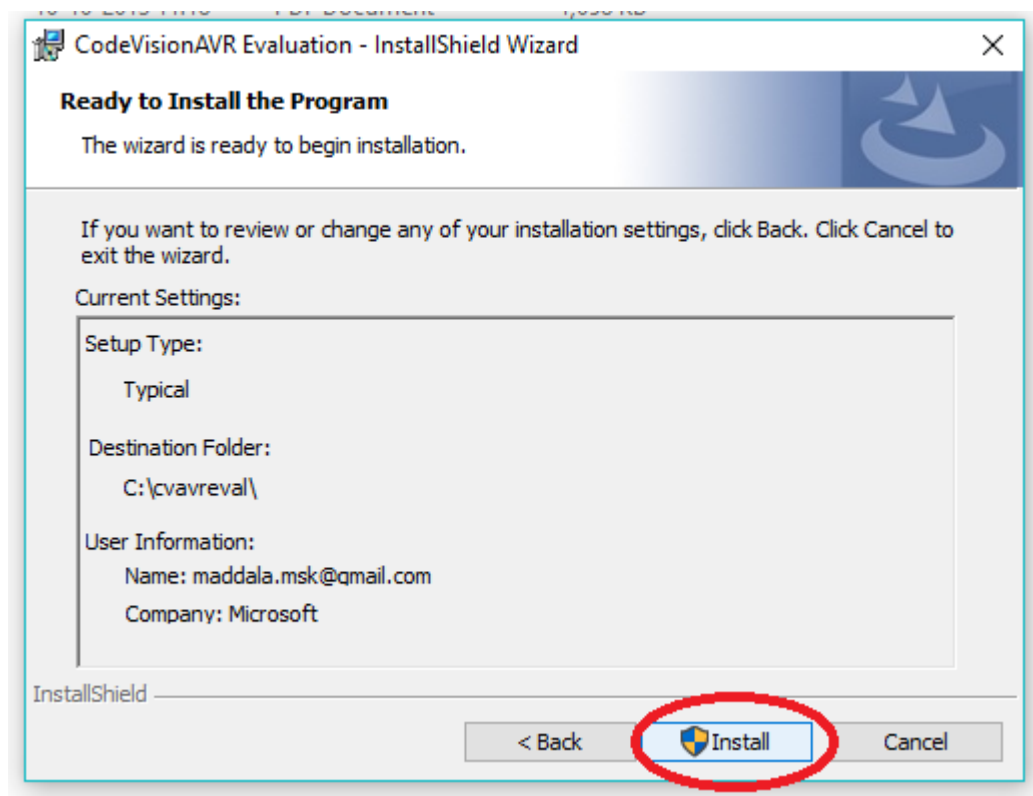 CodeVisionAVR Evaluation - InstallShield Wizard
Ready to Install the Program
The wizard is ready to begin installation.
If you want to review or change any of your installation settings, click Back. Click Cancel to
exit the wizard.
Current Settings:
Setup Type:
Typical
Destination Folder:
C:\cvavreval\
User Information:
Name: maddala.msk@gmail.com
Company: Microsoft
InstallShield
< Back
Install
Cancel